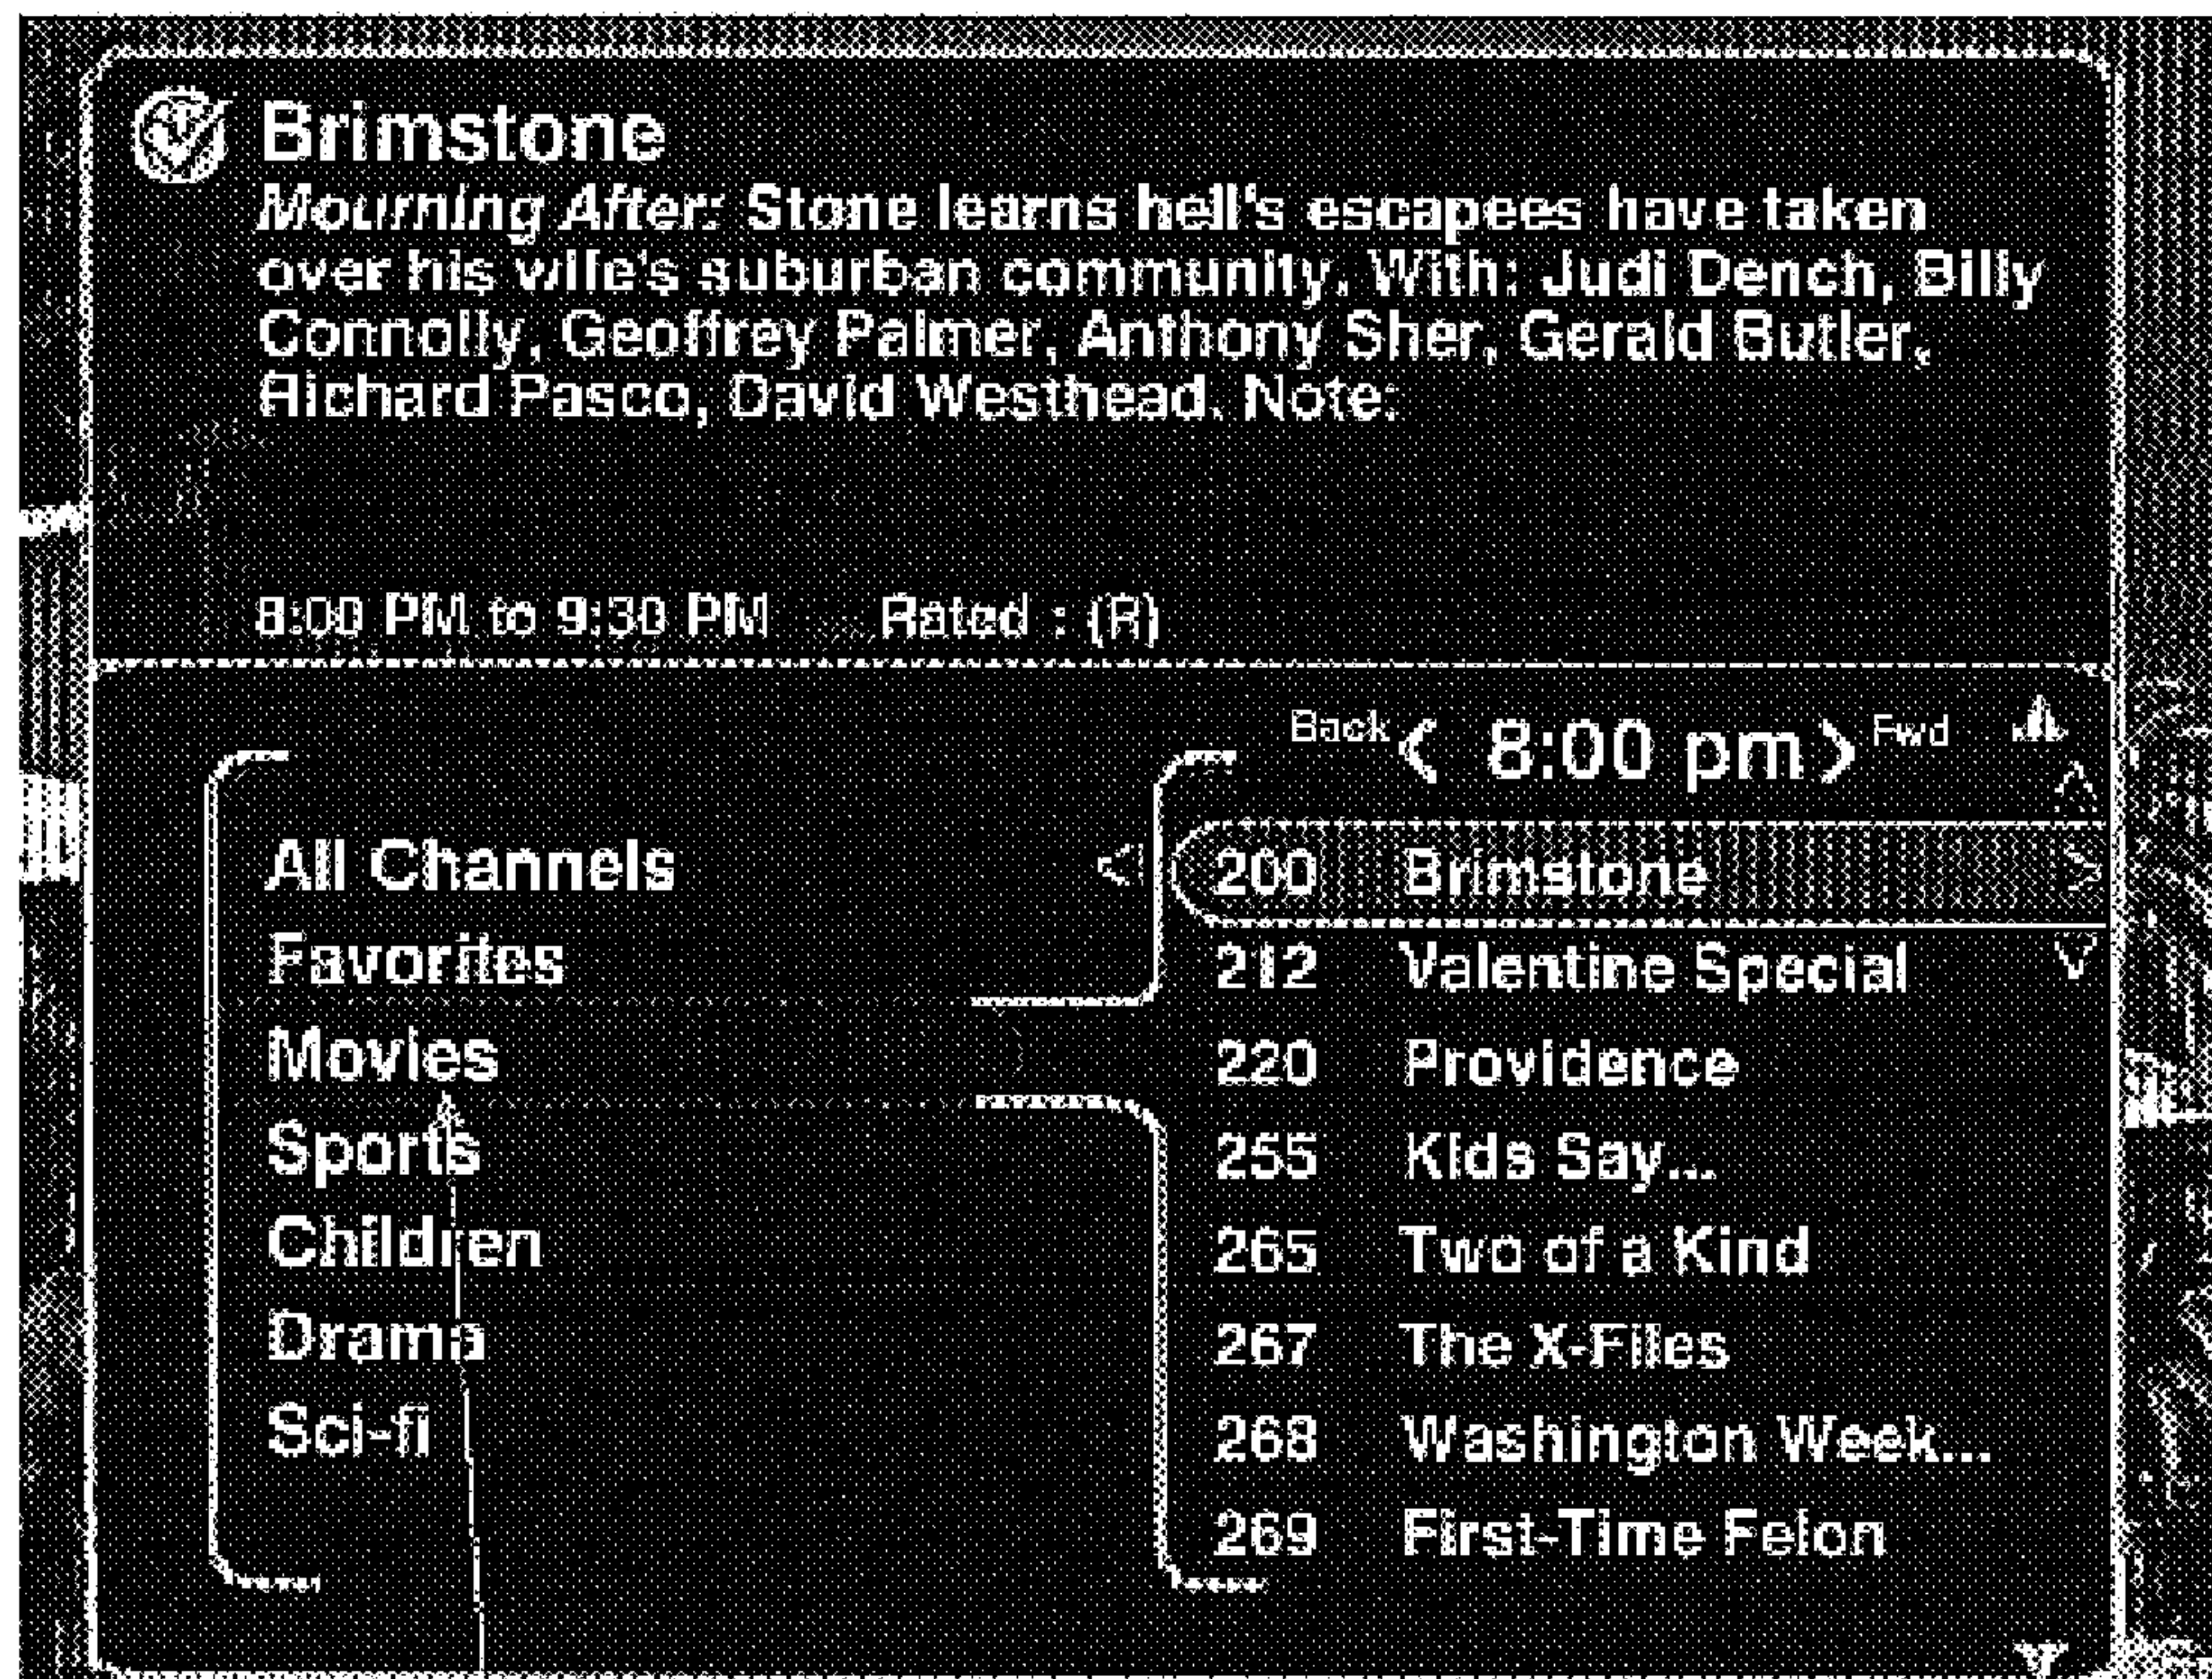 Brimstone
Mourning After: Stone learns hell's escapees have taken
over his wife's suburban community. With: Judi Dench, Billy
Connolly, Geoffrey Palmer, Anthony Sher, Gerald Butler,
Richard Pasco, David Westhead. Note:
8:00 PM to 9:30 PM Rated : (R)
Back < 8:00 pm > Fwd
All Channels
Favorites
Movies
Sports
Children
Drama
Sci-fi
200 Brimstone
212 Valentine Special
220 Providence
255 Kids Say...
265 Two of a Kind
267 The X-Files
268 Washington Week...
269 First-Time Felon